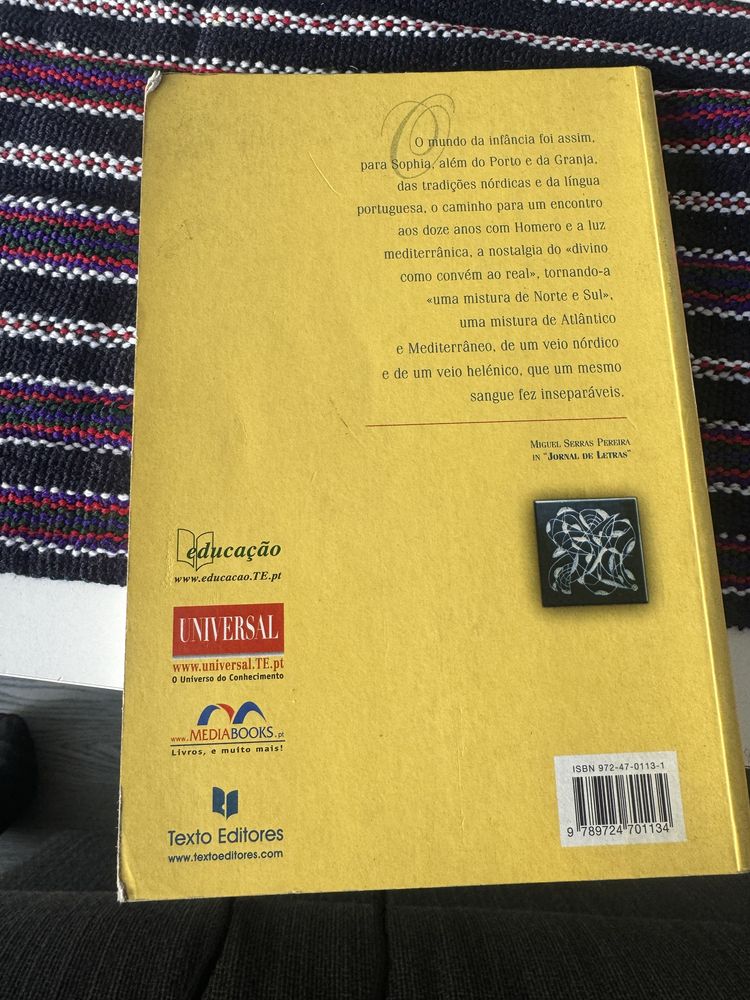 O mundo da infância foi assim,
para Sophia, além do Porto e da Granja,
das tradições nórdicas e da língua
portuguesa, o caminho para um encontro
aos doze anos com Homero e a luz
mediterrânica, a nostalgia do «divino
como convém ao real», tornando-a
«uma mistura de Norte e Sul»,
uma mistura de Atlântico
e Mediterrâneo, de um veio nórdico
e de um veio helénico, que um mesmo
sangue fez inseparáveis.
MIGUEL SERRAS PEREIRA
IN "JORNAL DE LETRAS"
educação
www.educacao.TE.pt
UNIVERSAL
www.universal.TE.pt
O Universo do Conhecimento
www.MEDIABOOKS.pt
Livros, e muito mais!
Texto Editores
www.textoeditores.com
ISBN 972-47-0113-1
9 789724 701134